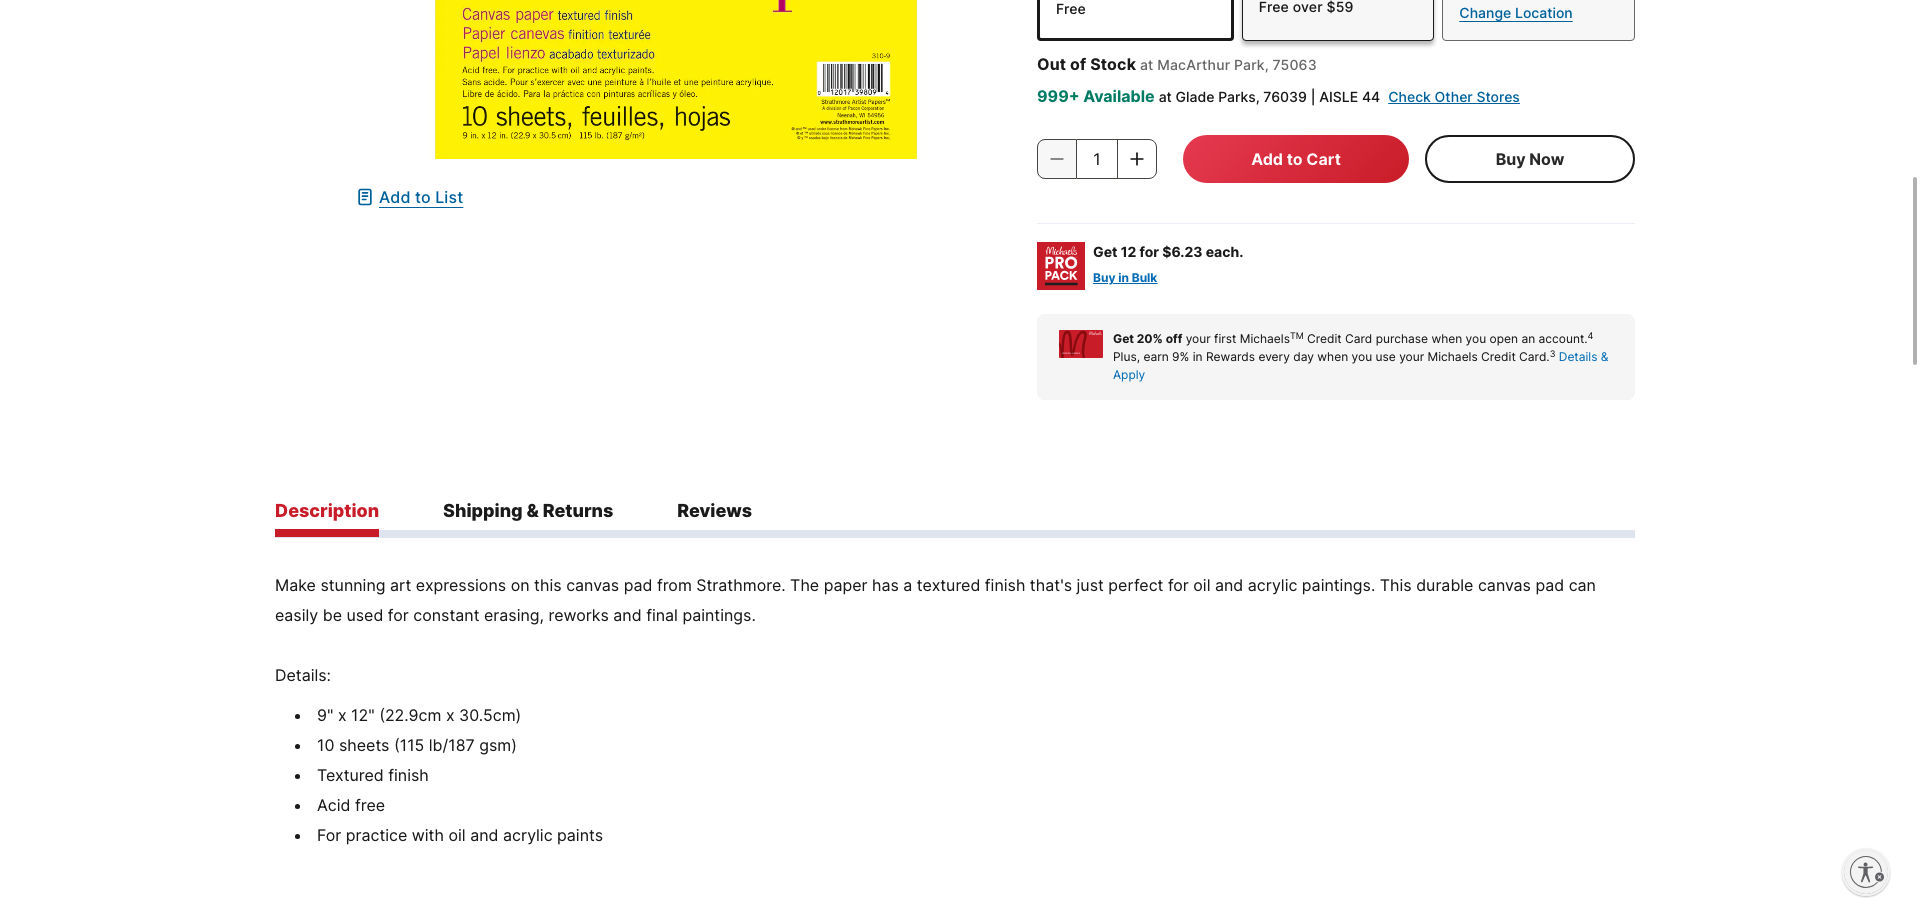 Canvas paper textured finish
Papier canevas finition texturée
Papel lienzo acabado texturizado
Acid free. For practice with oil and acrylic paints.
Sans acide. Pour s'exercer avec une peinture à l'huile et une peinture acrylique.
Libre de ácido. Para la práctica con pinturas acrílicas y óleo.
10 sheets, feuilles, hojas
9 in. x 12 in. (22.9 x 30.5 cm) 115 lb. (187 g/m²)
310-9
0 12017 39809 4
Strathmore Artist Papers™
A division of Pacon Corporation
Neenah, WI 54956
www.strathmoreartist.com
Add to List
Free
Free over $59
Change Location
Out of Stock at MacArthur Park, 75063
999+ Available at Glade Parks, 76039 | AISLE 44 Check Other Stores
1
Add to Cart
Buy Now
Michaels
PRO
PACK
Get 12 for $6.23 each.
Buy in Bulk
Get 20% off your first Michaels™ Credit Card purchase when you open an account.⁴
Plus, earn 9% in Rewards every day when you use your Michaels Credit Card.³ Details &
Apply
Description
Shipping & Returns
Reviews
Make stunning art expressions on this canvas pad from Strathmore. The paper has a textured finish that's just perfect for oil and acrylic paintings. This durable canvas pad can
easily be used for constant erasing, reworks and final paintings.
Details:
9" x 12" (22.9cm x 30.5cm)
10 sheets (115 lb/187 gsm)
Textured finish
Acid free
For practice with oil and acrylic paints